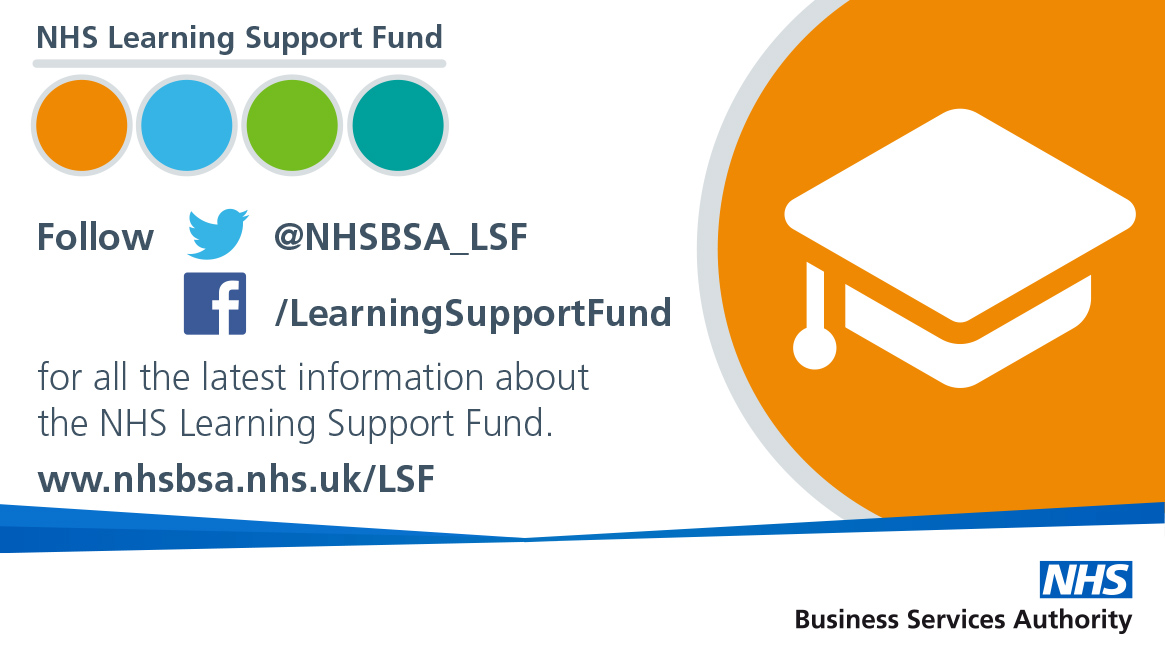 NHS Learning Support Fund
Follow @NHSBSA_LSF
/LearningSupportFund
for all the latest information about
the NHS Learning Support Fund.
ww.nhsbsa.nhs.uk/LSF
NHS
Business Services Authority